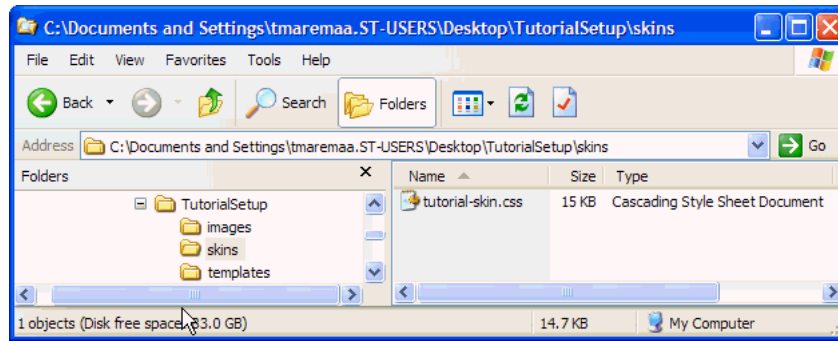 C:\Documents and Settings\tmaremaa.ST-USERS\Desktop\TutorialSetup\skins
File Edit View Favorites Tools Help
Back Search Folders
Address C:\Documents and Settings\tmaremaa.ST-USERS\Desktop\TutorialSetup\skins Go
Folders x Name Size Type
TutorialSetup tutorial-skin.css 15 KB Cascading Style Sheet Document
images
skins
templates
1 objects (Disk free space: 33.0 GB) 14.7 KB My Computer